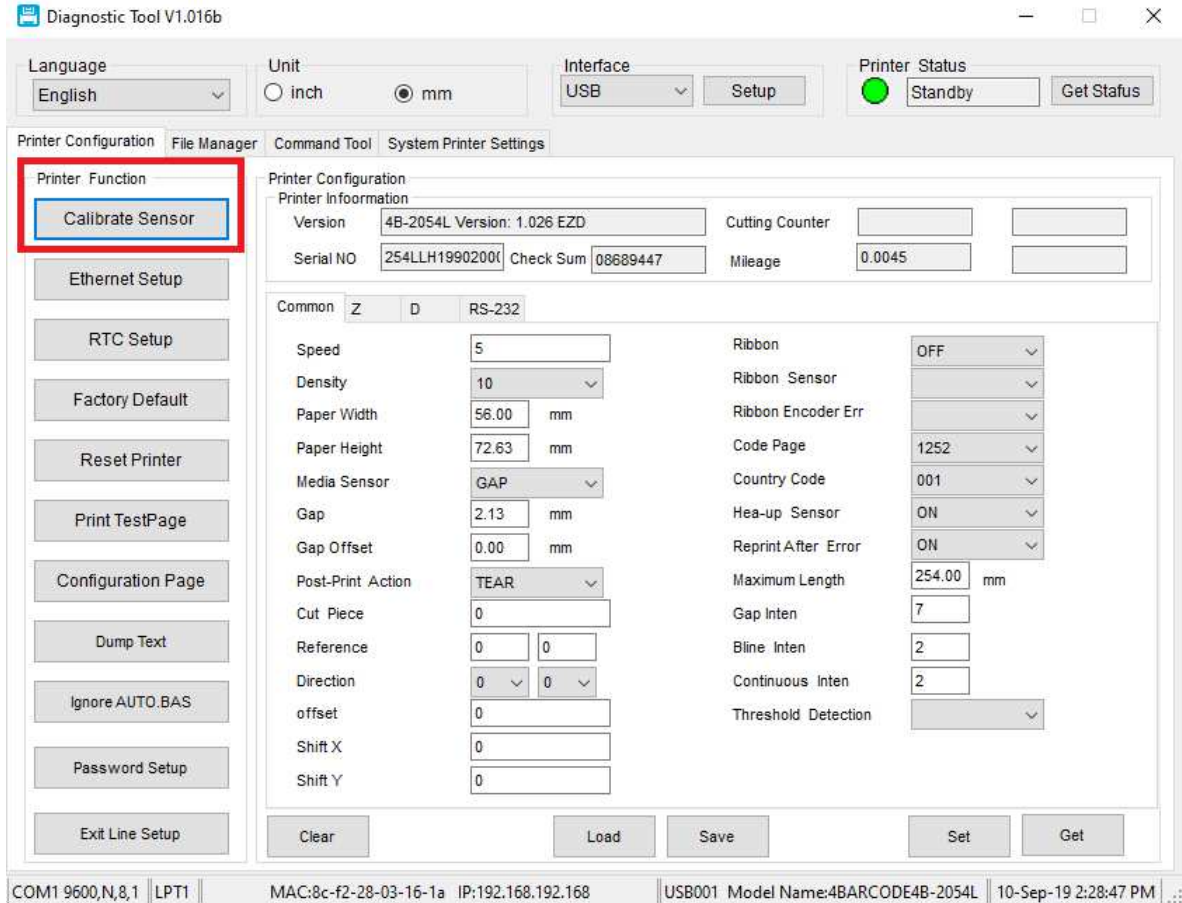 Diagnostic Tool V1.016b
Language
Unit
Interface
Printer Status
English
inch
mm
USB
Setup
Standby
Get Stafus
Printer Configuration
File Manager
Command Tool
System Printer Settings
Printer Function
Calibrate Sensor
Ethernet Setup
RTC Setup
Factory Default
Reset Printer
Print TestPage
Configuration Page
Dump Text
Ignore AUTO.BAS
Password Setup
Exit Line Setup
Printer Configuration
Printer Infoormation
Version
4B-2054L Version: 1.026 EZD
Cutting Counter
Serial NO
254LLH1990200(
Check Sum
08689447
Mileage
0.0045
Common
Z
D
RS-232
Speed
5
Density
10
Paper Width
56.00
mm
Paper Height
72.63
mm
Media Sensor
GAP
Gap
2.13
mm
Gap Offset
0.00
mm
Post-Print Action
TEAR
Cut Piece
0
Reference
0
0
Direction
0
0
offset
0
Shift X
0
Shift Y
0
Ribbon
OFF
Ribbon Sensor
Ribbon Encoder Err
Code Page
1252
Country Code
001
Hea-up Sensor
ON
Reprint After Error
ON
Maximum Length
254.00
mm
Gap Inten
7
Bline Inten
2
Continuous Inten
2
Threshold Detection
Clear
Load
Save
Set
Get
COM1 9600,N,8,1
LPT1
MAC:8c-f2-28-03-16-1a IP:192.168.192.168
USB001 Model Name:4BARCODE4B-2054L
10-Sep-19 2:28:47 PM